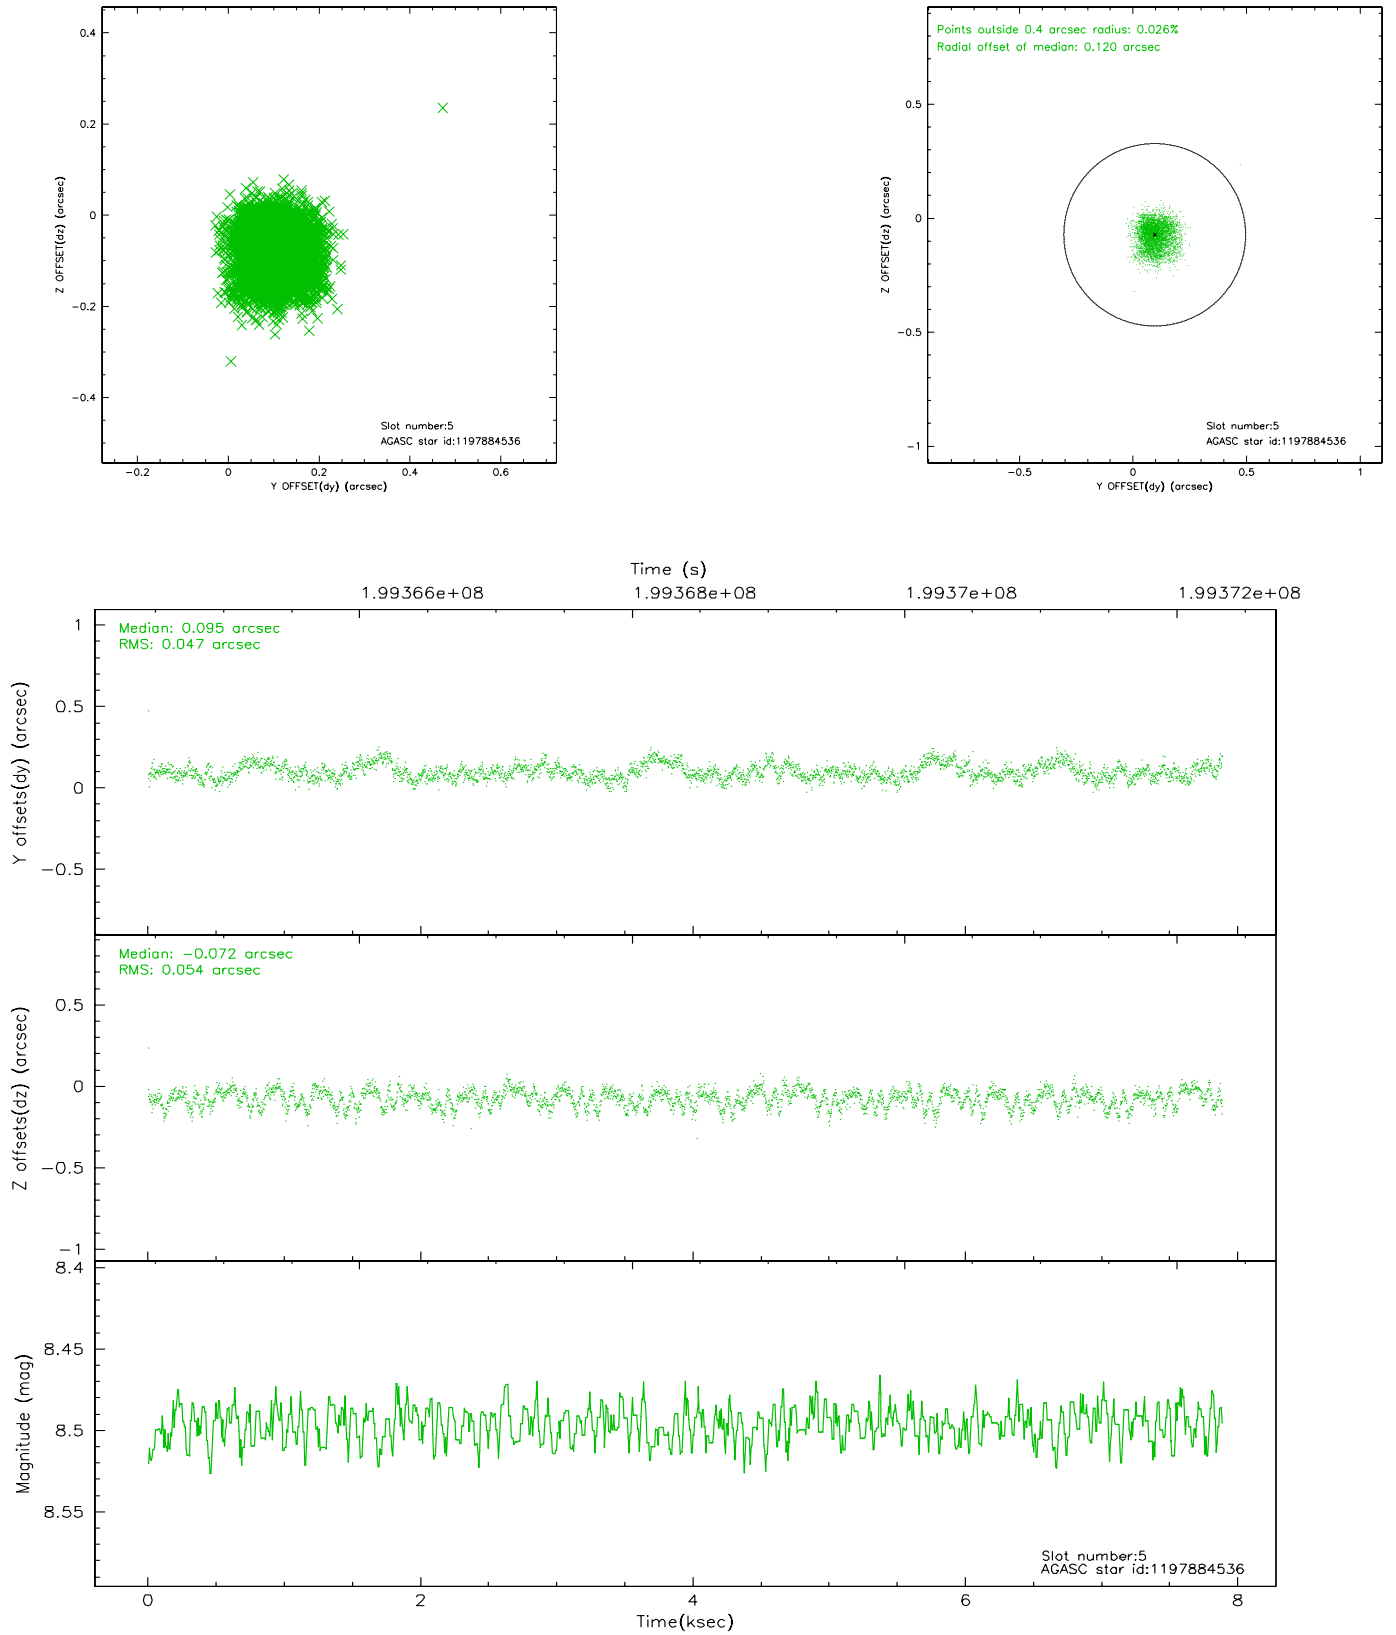 0.4
0.2
0
−0.2
−0.4
Z OFFSET(dz) (arcsec)
Slot number:5
AGASC star id:1197884536
−0.2
0
0.2
0.4
0.6
Y OFFSET(dy) (arcsec)
Points outside 0.4 arcsec radius: 0.026%
Radial offset of median: 0.120 arcsec
0.5
0
−0.5
−1
Z OFFSET(dz) (arcsec)
Slot number:5
AGASC star id:1197884536
−0.5
0
0.5
1
Y OFFSET(dy) (arcsec)
Time (s)
1.99366e+08
1.99368e+08
1.9937e+08
1.99372e+08
Median: 0.095 arcsec
RMS: 0.047 arcsec
1
0.5
0
−0.5
Y offsets(dy) (arcsec)
Median: −0.072 arcsec
RMS: 0.054 arcsec
0.5
0
−0.5
−1
Z offsets(dz) (arcsec)
8.4
8.45
8.5
8.55
Magnitude (mag)
Slot number:5
AGASC star id:1197884536
0
2
4
6
8
Time(ksec)